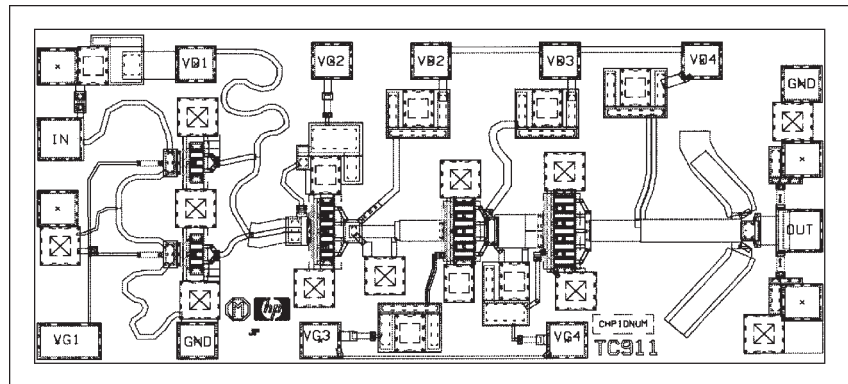 VD1
VG2
VD2
VD3
VD4
GND
IN
OUT
M
hp
VG1
GND
VG3
VG4
CHPIDNUM
TC911